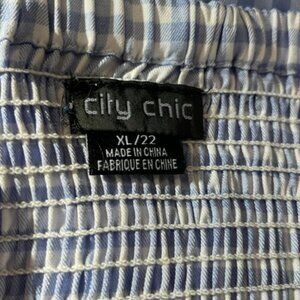 city chic
XL/22
MADE IN CHINA
FABRIQUE EN CHINE